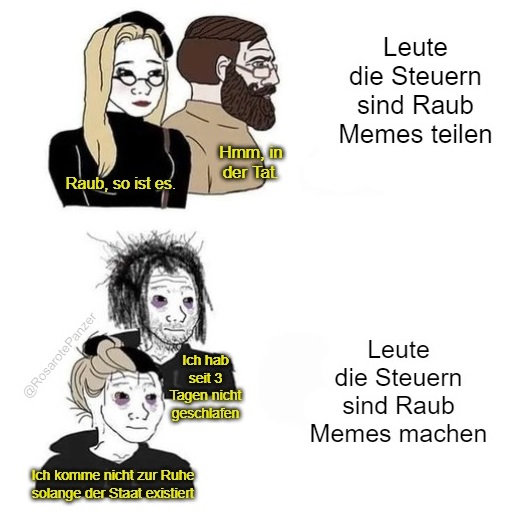 Leute
die Steuern
sind Raub
Memes teilen
Hmm, in
der Tat.
Raub, so ist es.
@RosarotePanzer
Ich hab
seit 3
Tagen nicht
geschlafen
Leute
die Steuern
sind Raub
Memes machen
Ich komme nicht zur Ruhe
solange der Staat existiert